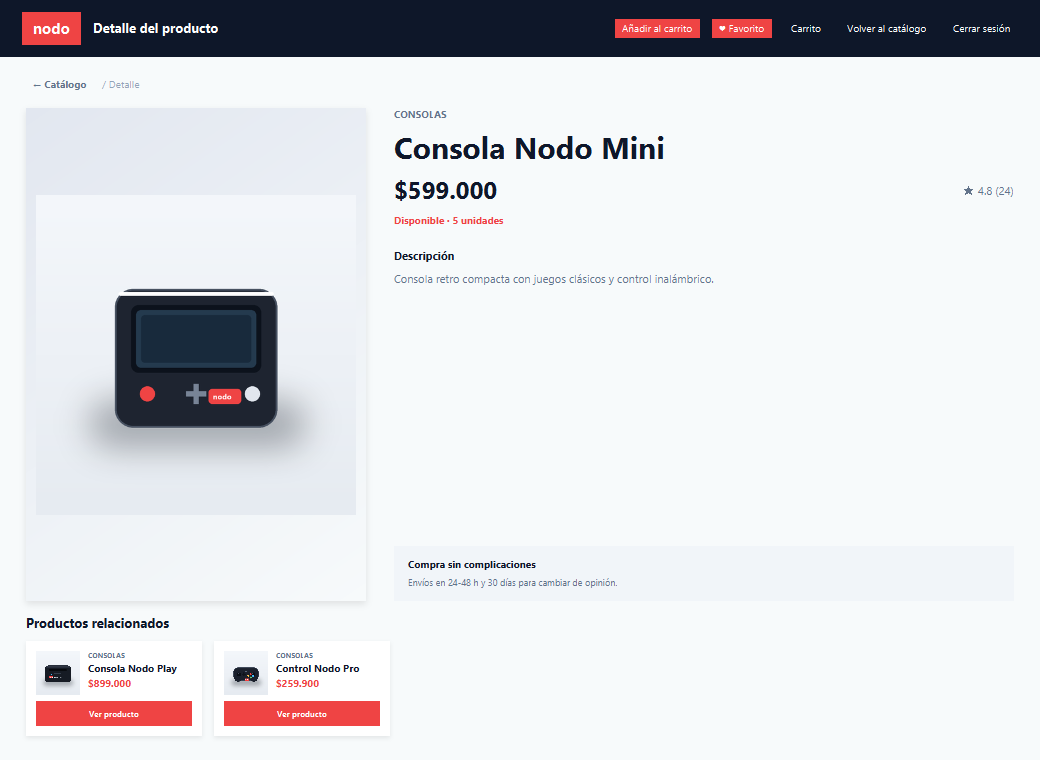 nodo
Detalle del producto
Añadir al carrito
❤ Favorito
Carrito
Volver al catálogo
Cerrar sesión
← Catálogo / Detalle
CONSOLAS
Consola Nodo Mini
$599.000
★ 4.8 (24)
Disponible · 5 unidades
Descripción
Consola retro compacta con juegos clásicos y control inalámbrico.
nodo
Compra sin complicaciones
Envíos en 24-48 h y 30 días para cambiar de opinión.
Productos relacionados
CONSOLAS
Consola Nodo Play
$899.000
Ver producto
CONSOLAS
Control Nodo Pro
$259.900
Ver producto